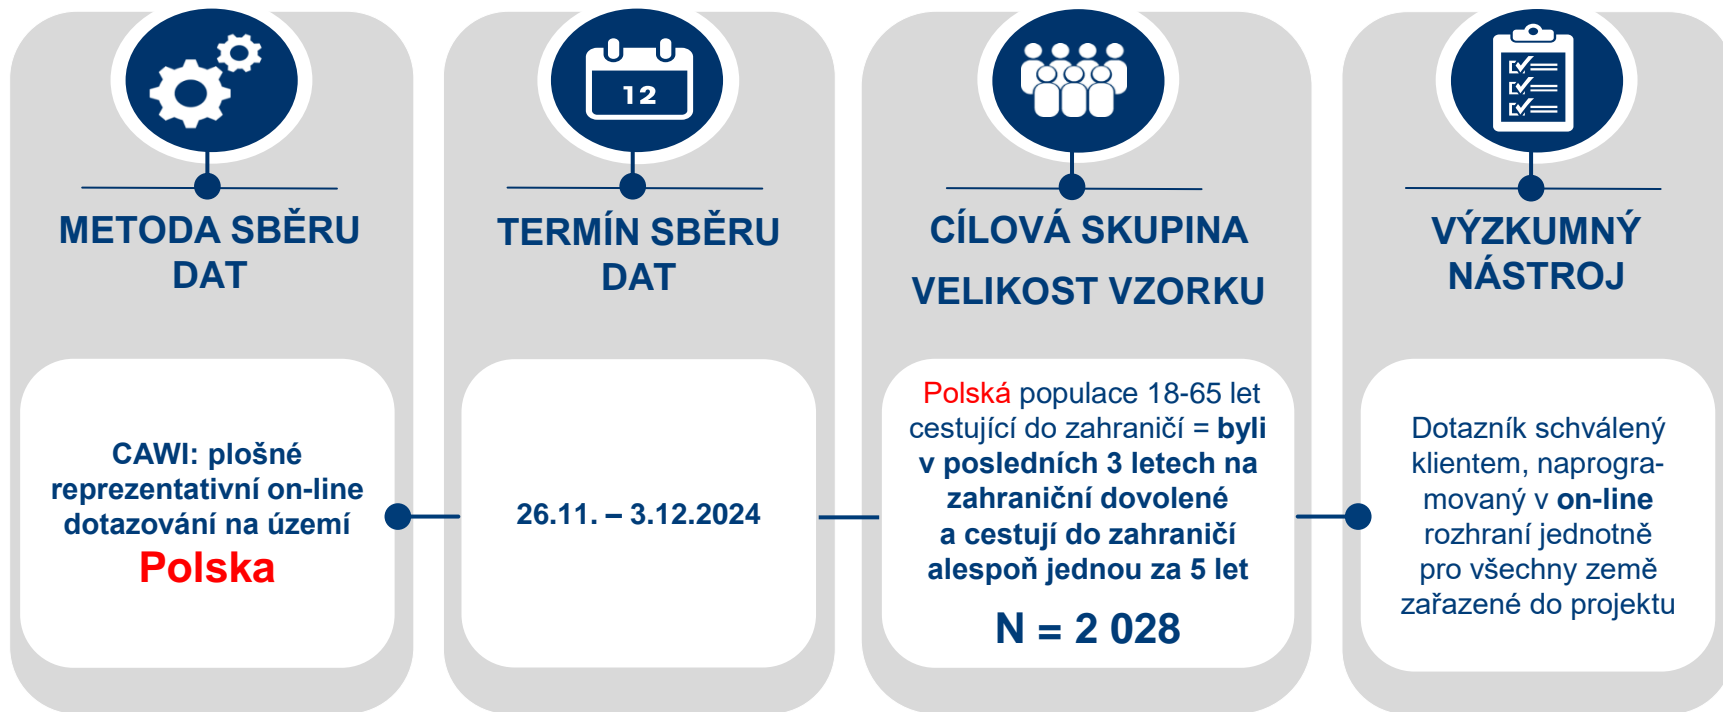 METODA SBĚRU
DAT
CAWI: plošné
reprezentativní on-line
dotazování na území
Polska
12
TERMÍN SBĚRU
DAT
26.11. – 3.12.2024
CÍLOVÁ SKUPINA
VELIKOST VZORKU
Polská populace 18-65 let
cestující do zahraničí = byli
v posledních 3 letech na
zahraniční dovolené
a cestují do zahraničí
alespoň jednou za 5 let
N = 2 028
VÝZKUMNÝ
NÁSTROJ
Dotazník schválený
klientem, naprogra-
movaný v on-line
rozhraní jednotně
pro všechny země
zařazené do projektu